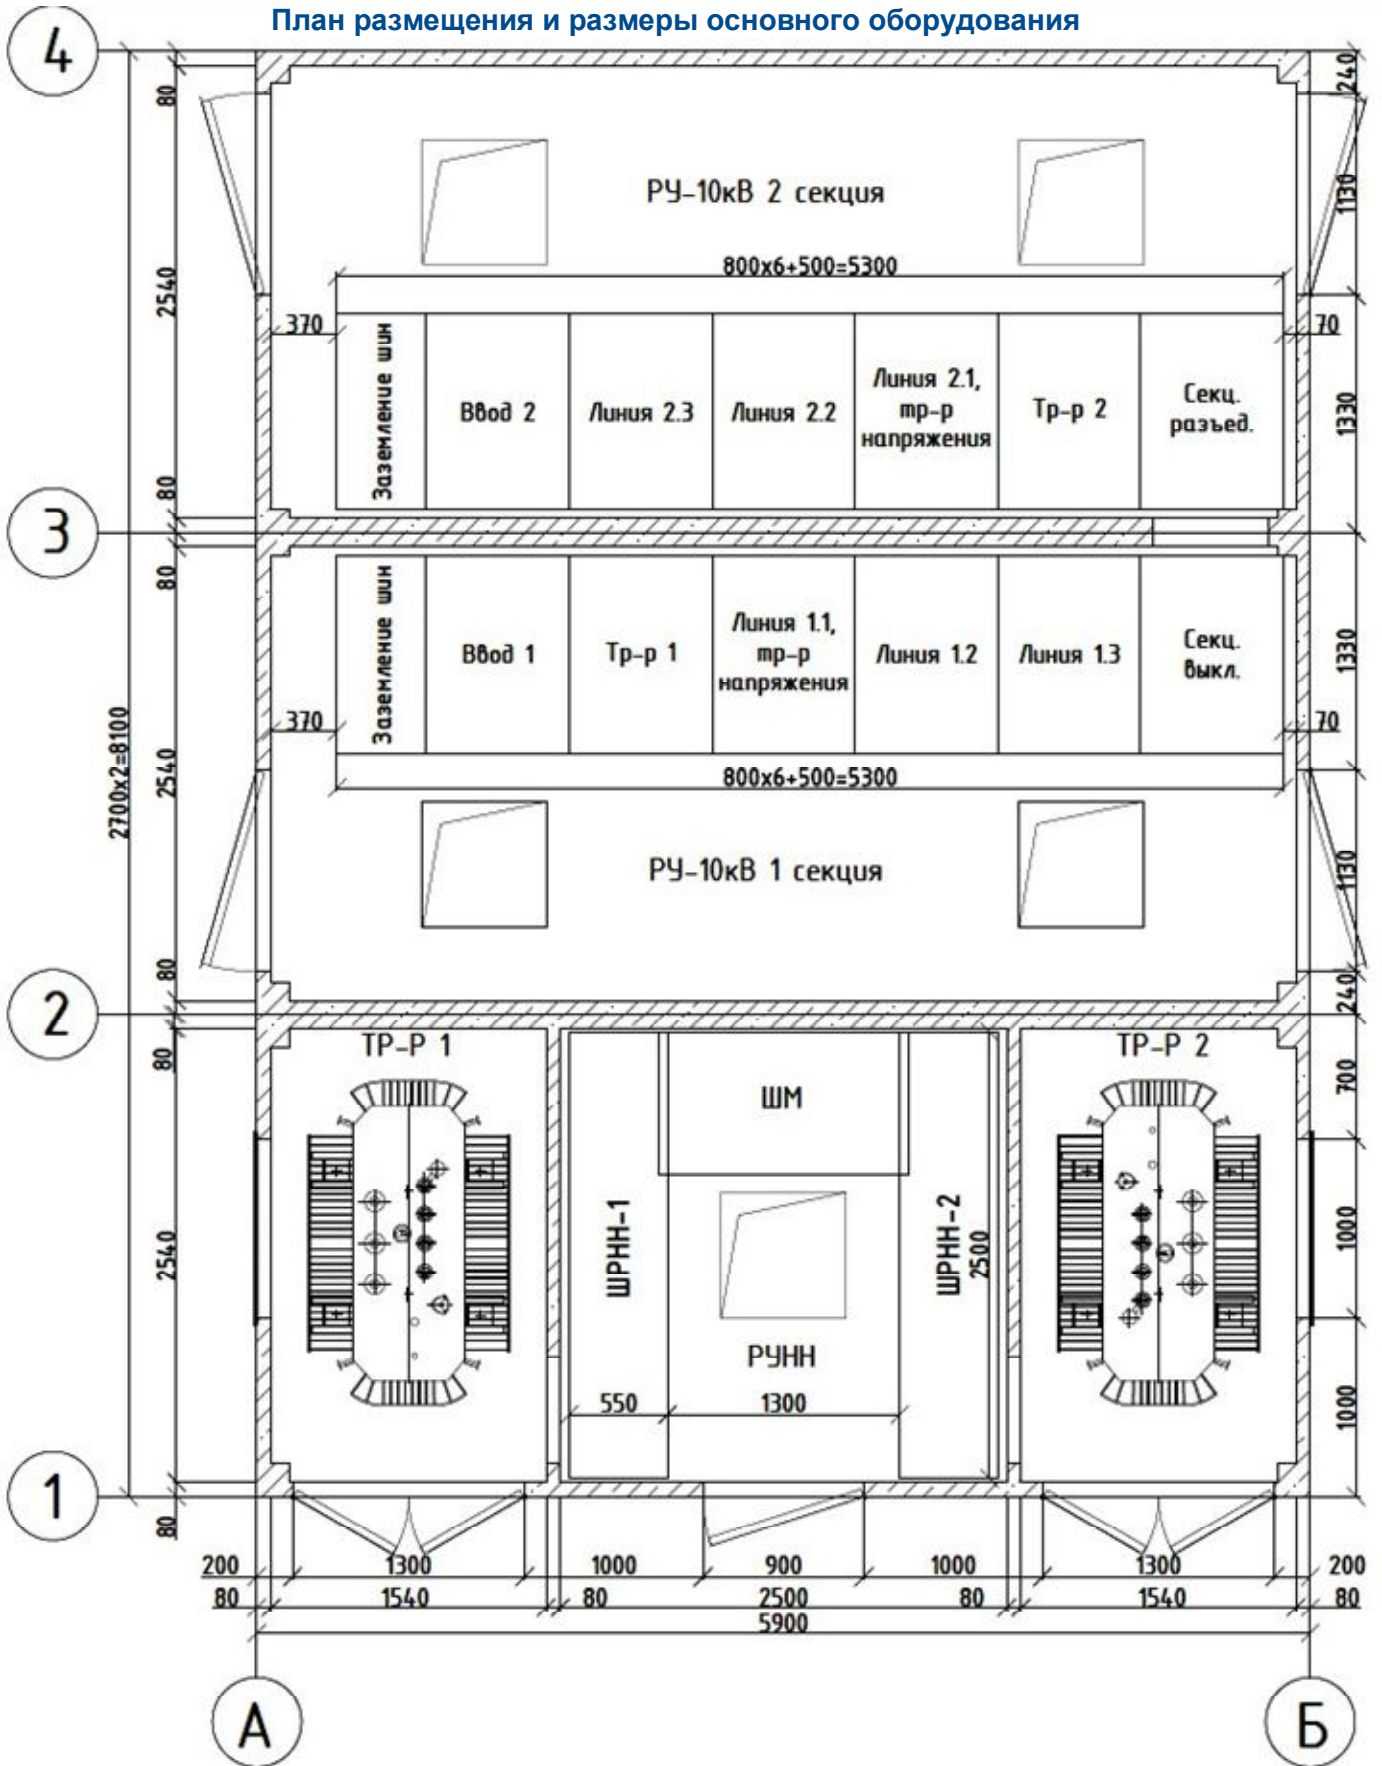 План размещения и размеры основного оборудования
4
80
240
РУ-10кВ 2 секция
1130
2540
800х6+500=5300
370
70
Заземление шин
Ввод 2
Линия 2.3
Линия 2.2
Линия 2.1,
тр-р
напряжения
Тр-р 2
Секц.
разъед.
1330
80
3
80
Заземление шин
Ввод 1
Тр-р 1
Линия 1.1,
тр-р
напряжения
Линия 1.2
Линия 1.3
Секц.
выкл.
1330
370
70
2700х2=8100
2540
800х6+500=5300
РУ-10кВ 1 секция
1130
80
240
2
80
ТР-Р 1
ТР-Р 2
700
ШМ
2540
ШРНН-1
ШРНН-2
2500
1000
РУНН
550
1300
1000
1
80
200
1300
1000
900
1000
1300
200
80
1540
80
2500
80
1540
80
5900
А
Б